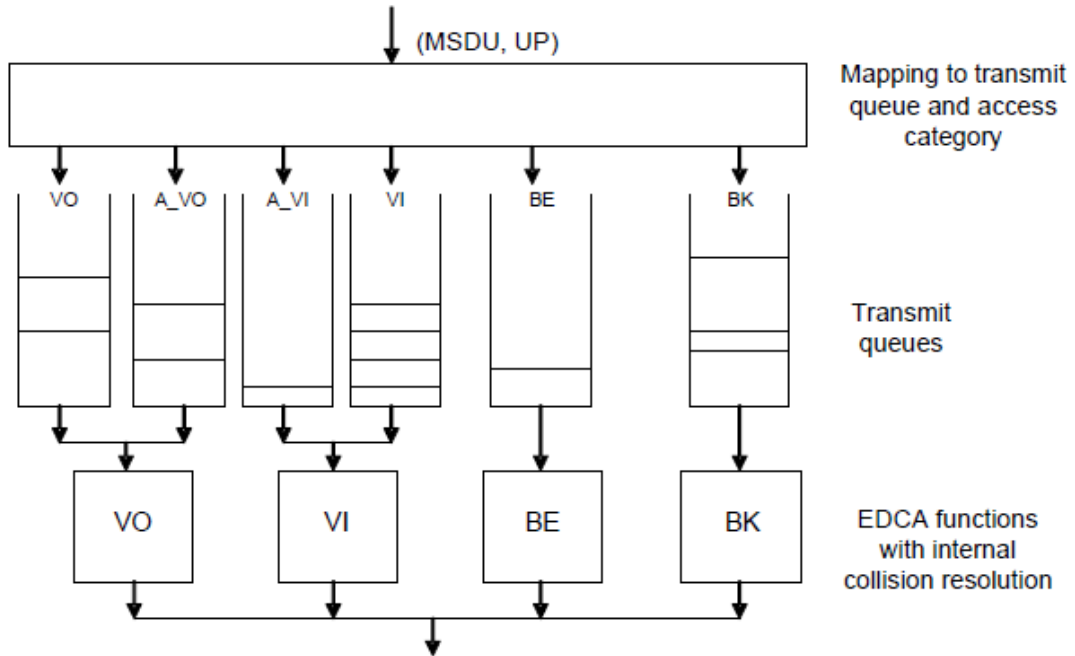 (MSDU, UP)
Mapping to transmit
queue and access
category
VO
A_VO
A_VI
VI
BE
BK
Transmit
queues
VO
VI
BE
BK
EDCA functions
with internal
collision resolution